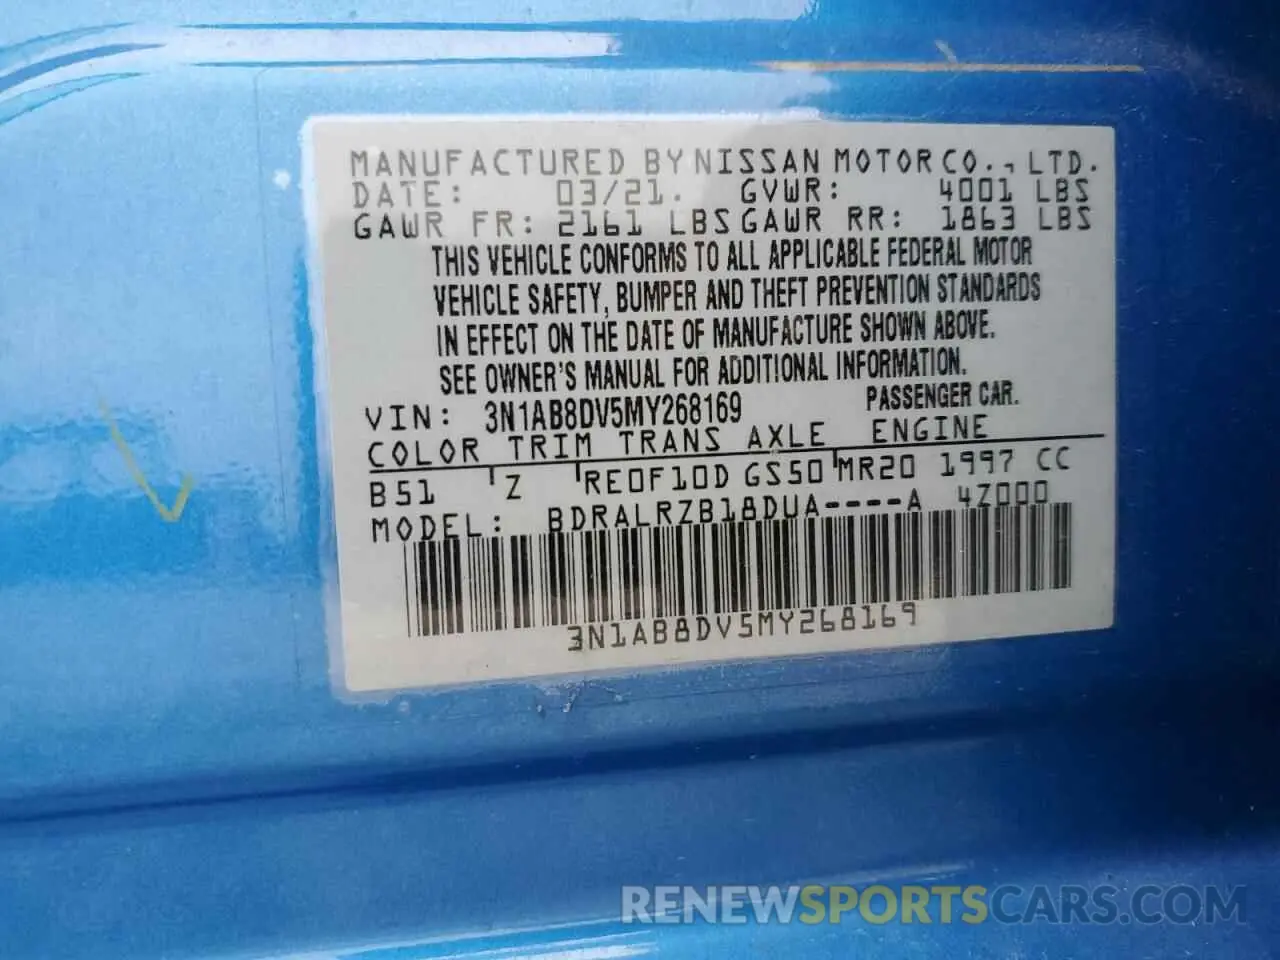 MANUFACTURED BY NISSAN MOTOR CO., LTD.
DATE: 03/21. GVWR: 4001 LBS
GAWR FR: 2161 LBS GAWR RR: 1863 LBS
THIS VEHICLE CONFORMS TO ALL APPLICABLE FEDERAL MOTOR
VEHICLE SAFETY, BUMPER AND THEFT PREVENTION STANDARDS
IN EFFECT ON THE DATE OF MANUFACTURE SHOWN ABOVE.
SEE OWNER'S MANUAL FOR ADDITIONAL INFORMATION.
VIN: 3N1AB8DV5MY268169 PASSENGER CAR.
COLOR TRIM TRANS AXLE ENGINE
B51 Z RE0F10D GS50 MR20 1997 CC
MODEL: BDRALRZB18DUA----A 4Z000
3N1AB8DV5MY268169
RENEWSPORTSCARS.COM